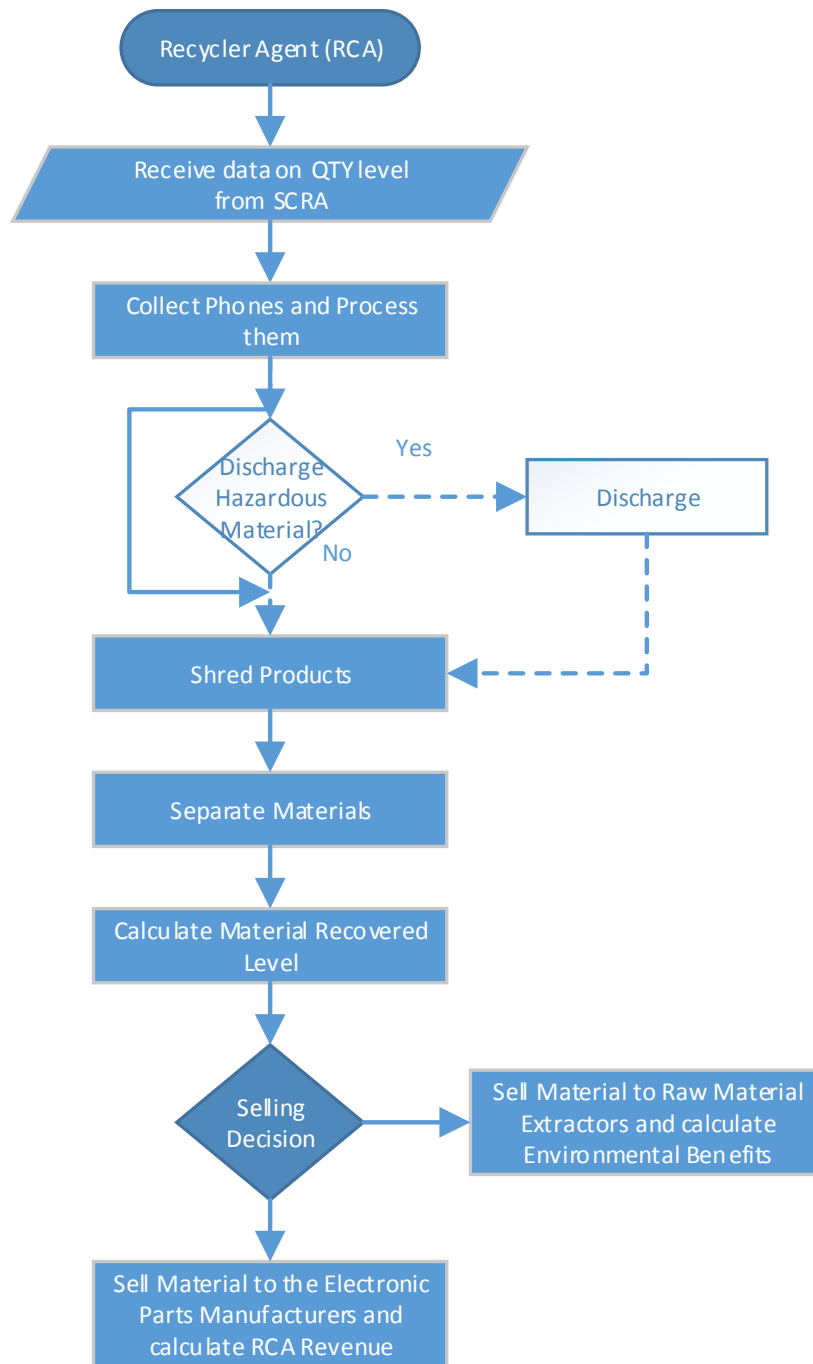 Recycler Agent (RCA)
Receive data on QTY level
from SCRA
Collect Phones and Process
them
Discharge
Hazardous
Material?
Yes
No
Discharge
Shred Products
Separate Materials
Calculate Material Recovered
Level
Selling
Decision
Sell Material to Raw Material
Extractors and calculate
Environmental Benefits
Sell Material to the Electronic
Parts Manufacturers and
calculate RCA Revenue